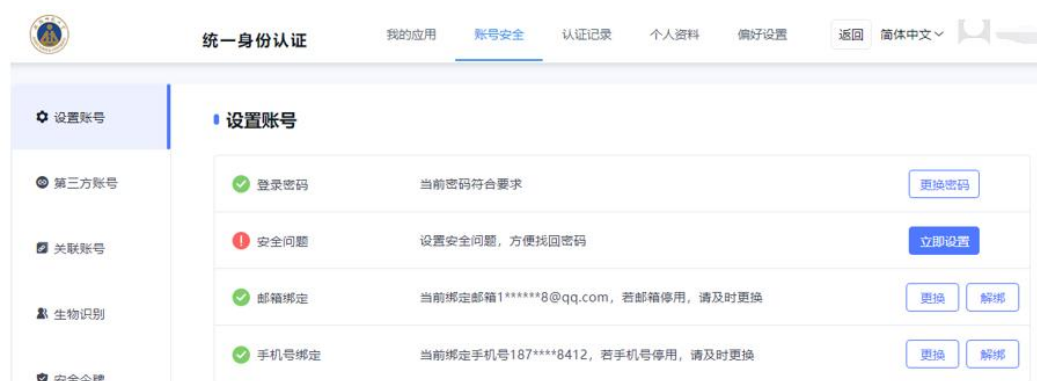 统一身份认证
我的应用 账号安全 认证记录 个人资料 偏好设置 返回 简体中文
设置账号
设置账号
第三方账号
登录密码 当前密码符合要求 更换密码
安全问题 设置安全问题，方便找回密码 立即设置
关联账号
邮箱绑定 当前绑定邮箱1******8@qq.com，若邮箱停用，请及时更换 更换 解绑
生物识别
手机号绑定 当前绑定手机号187****8412，若手机号停用，请及时更换 更换 解绑
安全令牌